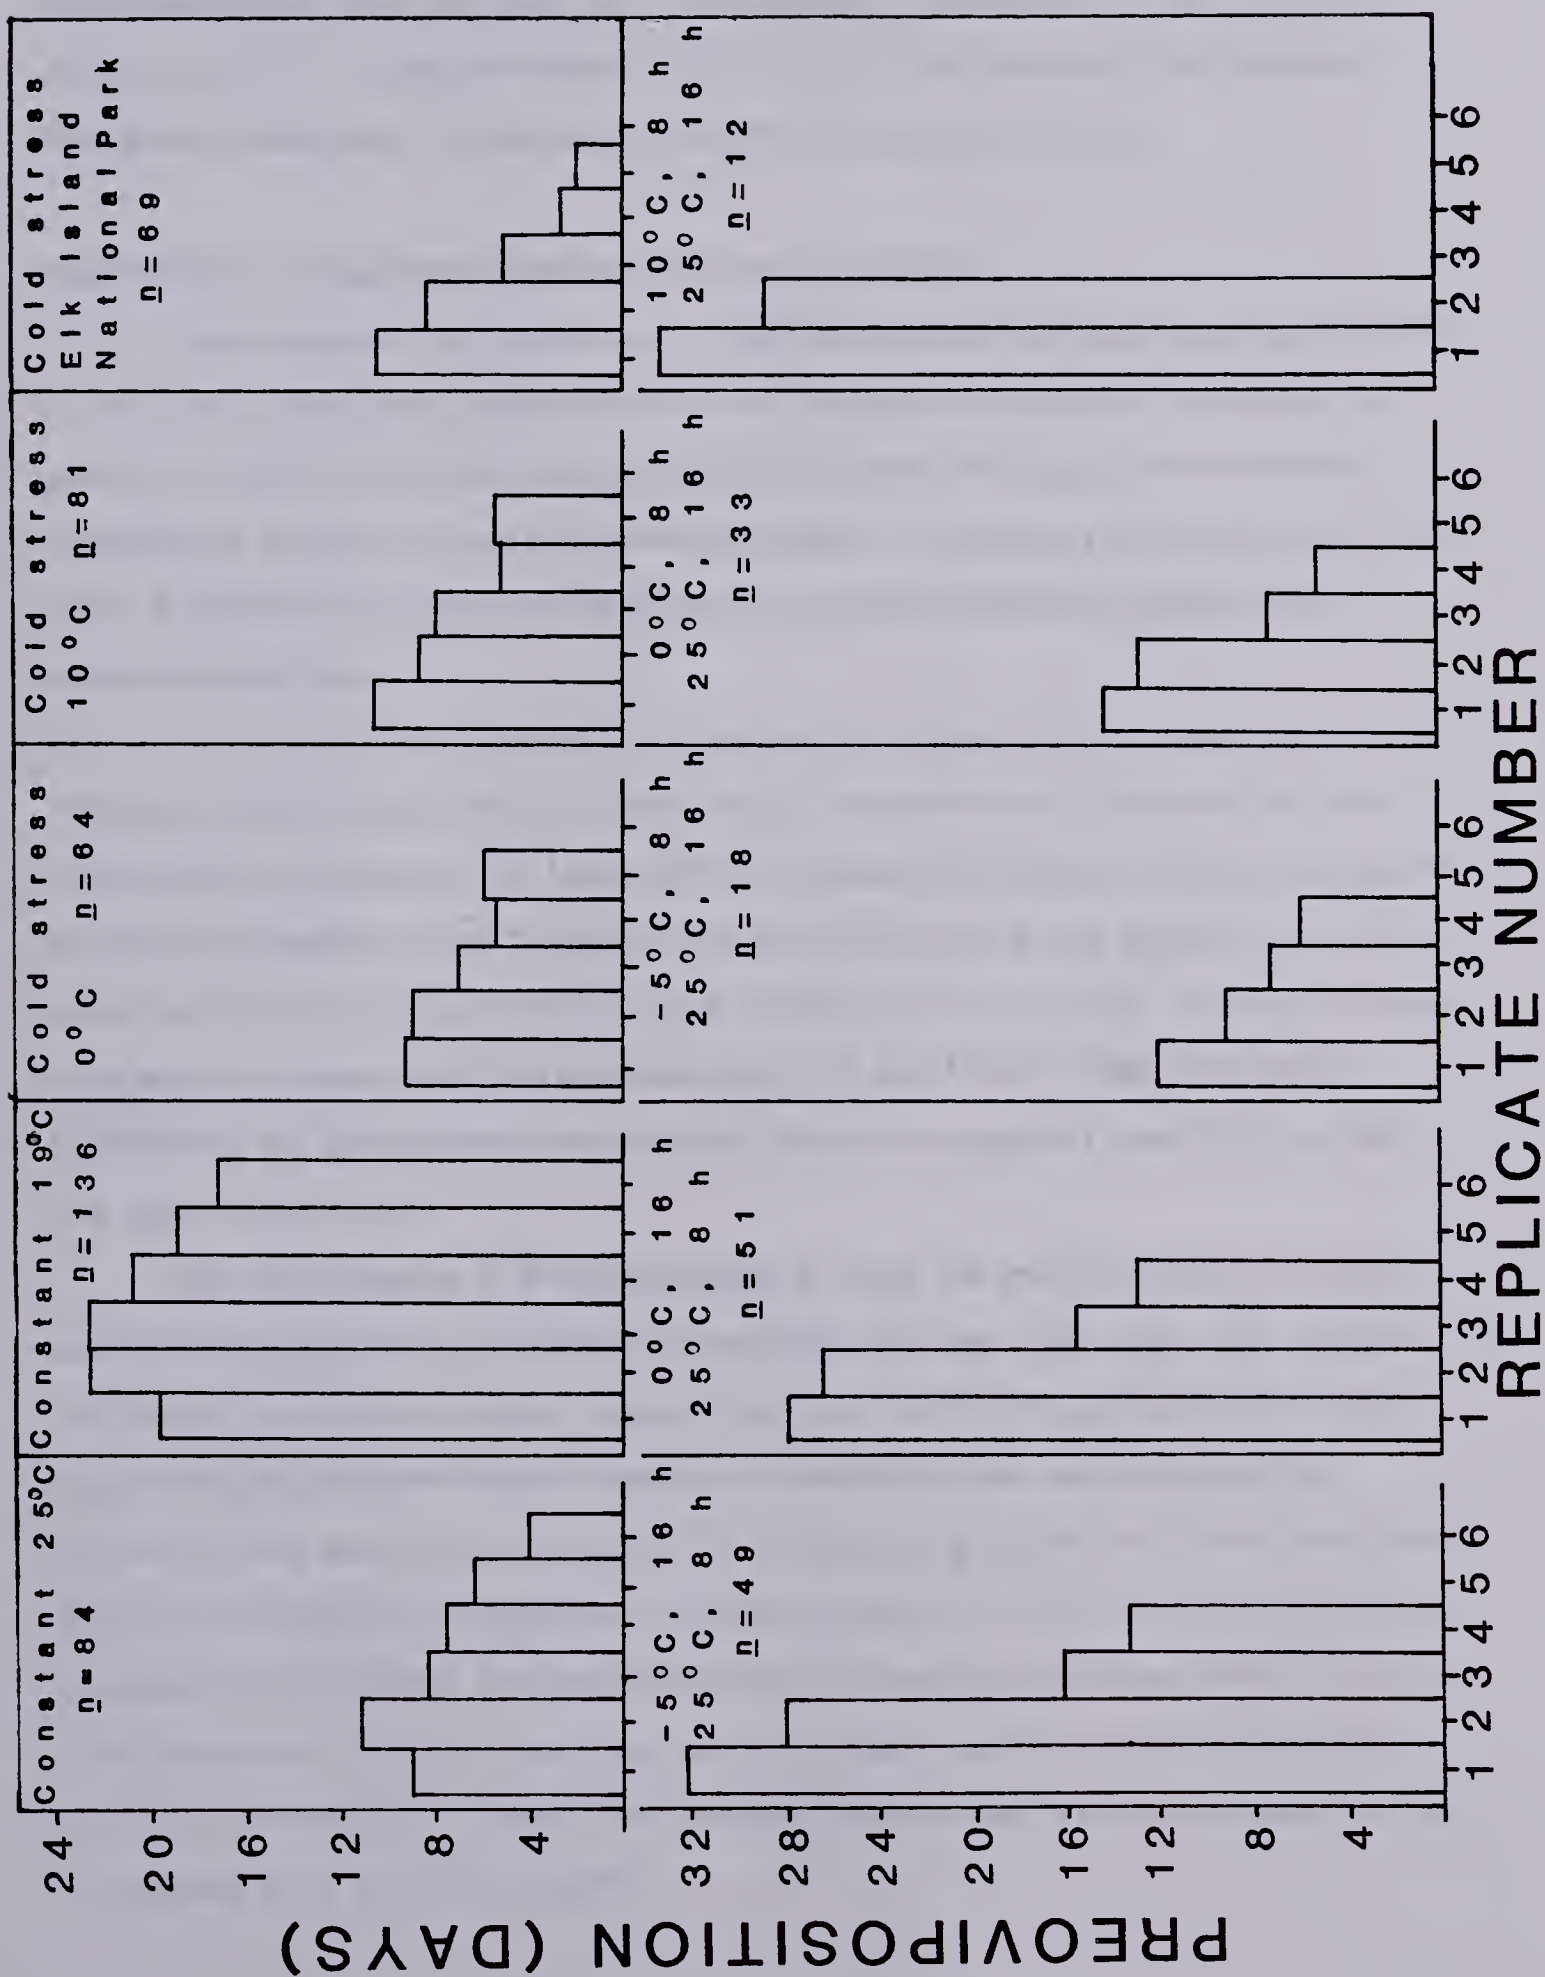 PREOVIPOSITION (DAYS)
24
20
16
12
8
4
Constant 25°C
n=84
Constant 19°C
n=136
Cold stress
0°C n=64
Cold stress
10°C n=81
Cold stress
Elk Island
National Park
n=69
32
28
24
20
16
12
8
4
-5°C, 16 h
25°C, 8 h
n=49
0°C, 16 h
25°C, 8 h
n=51
-5°C, 8 h
25°C, 16 h
n=18
0°C, 8 h
25°C, 16 h
n=33
10°C, 8 h
25°C, 16 h
n=12
1 2 3 4 5 6
1 2 3 4 5 6
1 2 3 4 5 6
1 2 3 4 5 6
1 2 3 4 5 6
REPLICATE NUMBER